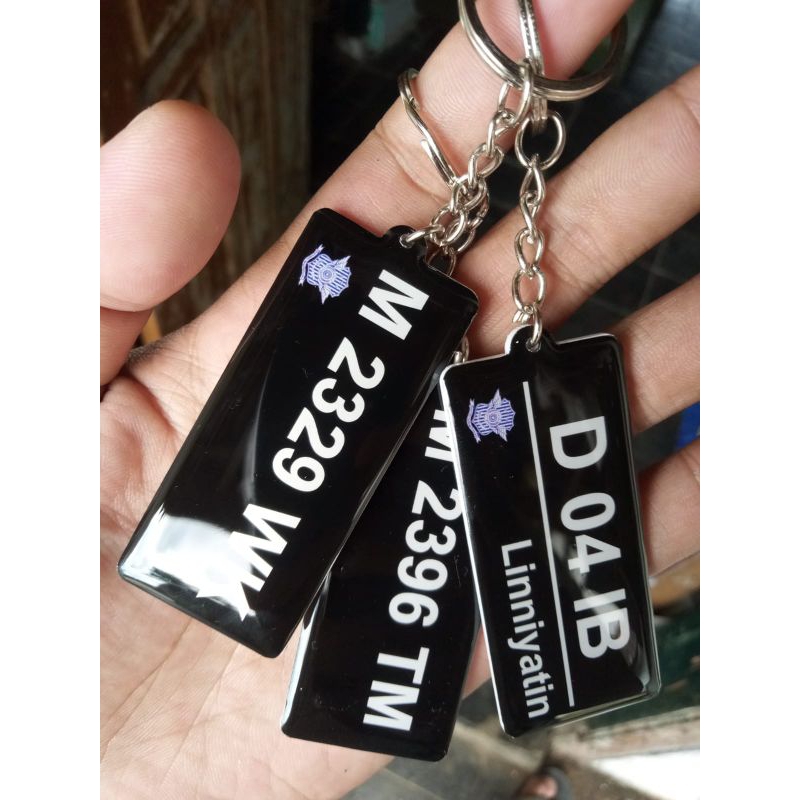 M 2329 WK
M 2396 TM
D 04 IB
Linniyatin